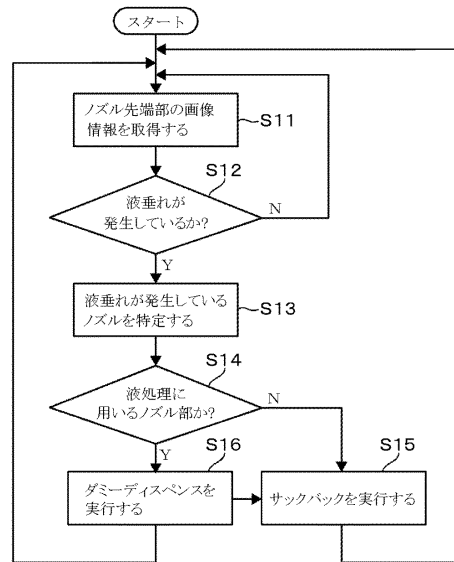 スタート
ノズル先端部の画像
情報を取得する
S11
S12
液垂れが
発生しているか?
N
Y
液垂れが発生している
ノズルを特定する
S13
S14
液処理に
用いるノズル部か?
N
Y
S16
S15
ダミーディスペンスを
実行する
サックバックを実行する